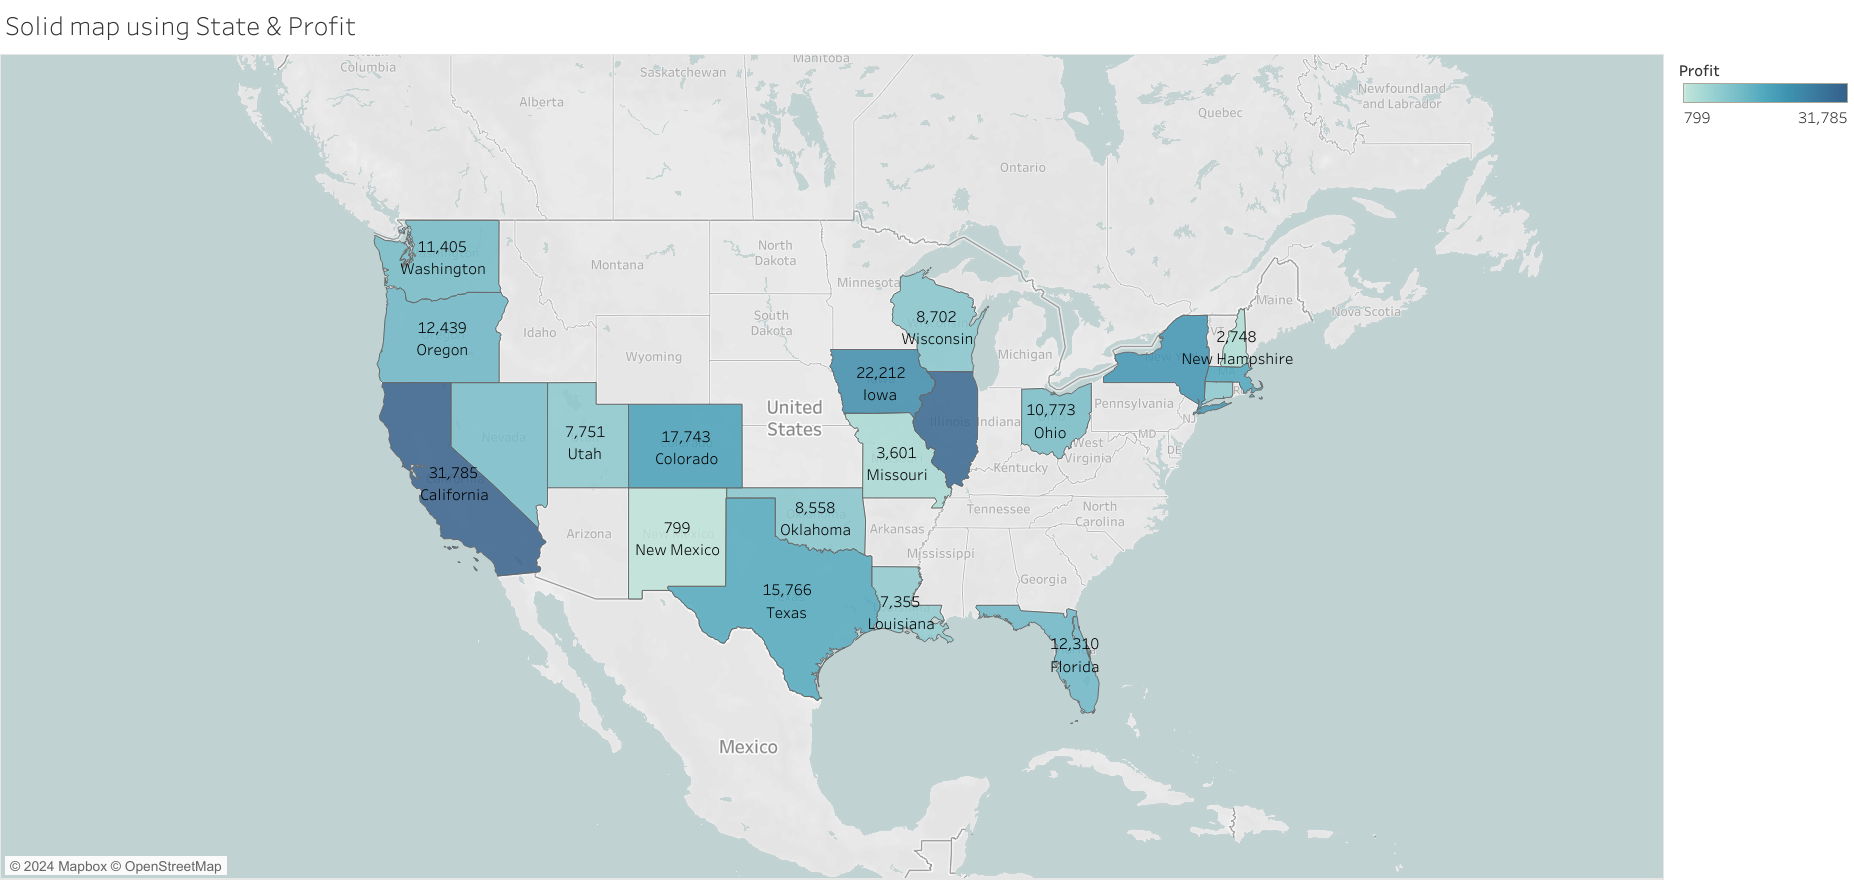 Solid map using State & Profit
Profit
799
31,785
Columbia
Manitoba
Saskatchewan
Alberta
Newfoundland
and Labrador
Quebec
Ontario
11,405
Washington
North
Dakota
Montana
Minnesota
Maine
Nova Scotia
12,439
Oregon
Idaho
South
Dakota
8,702
Wisconsin
VT
2,748
New Hampshire
Wyoming
Michigan
22,212
Iowa
United
States
Pennsylvania
10,773
Ohio
Illinois
Indiana
NJ
MD
DE
West
Virginia
Nevada
7,751
Utah
17,743
Colorado
3,601
Missouri
Kentucky
31,785
California
8,558
Oklahoma
Tennessee
North
Carolina
Arizona
799
New Mexico
Arkansas
Mississippi
Georgia
15,766
Texas
7,355
Louisiana
12,310
Florida
Mexico
© 2024 Mapbox © OpenStreetMap